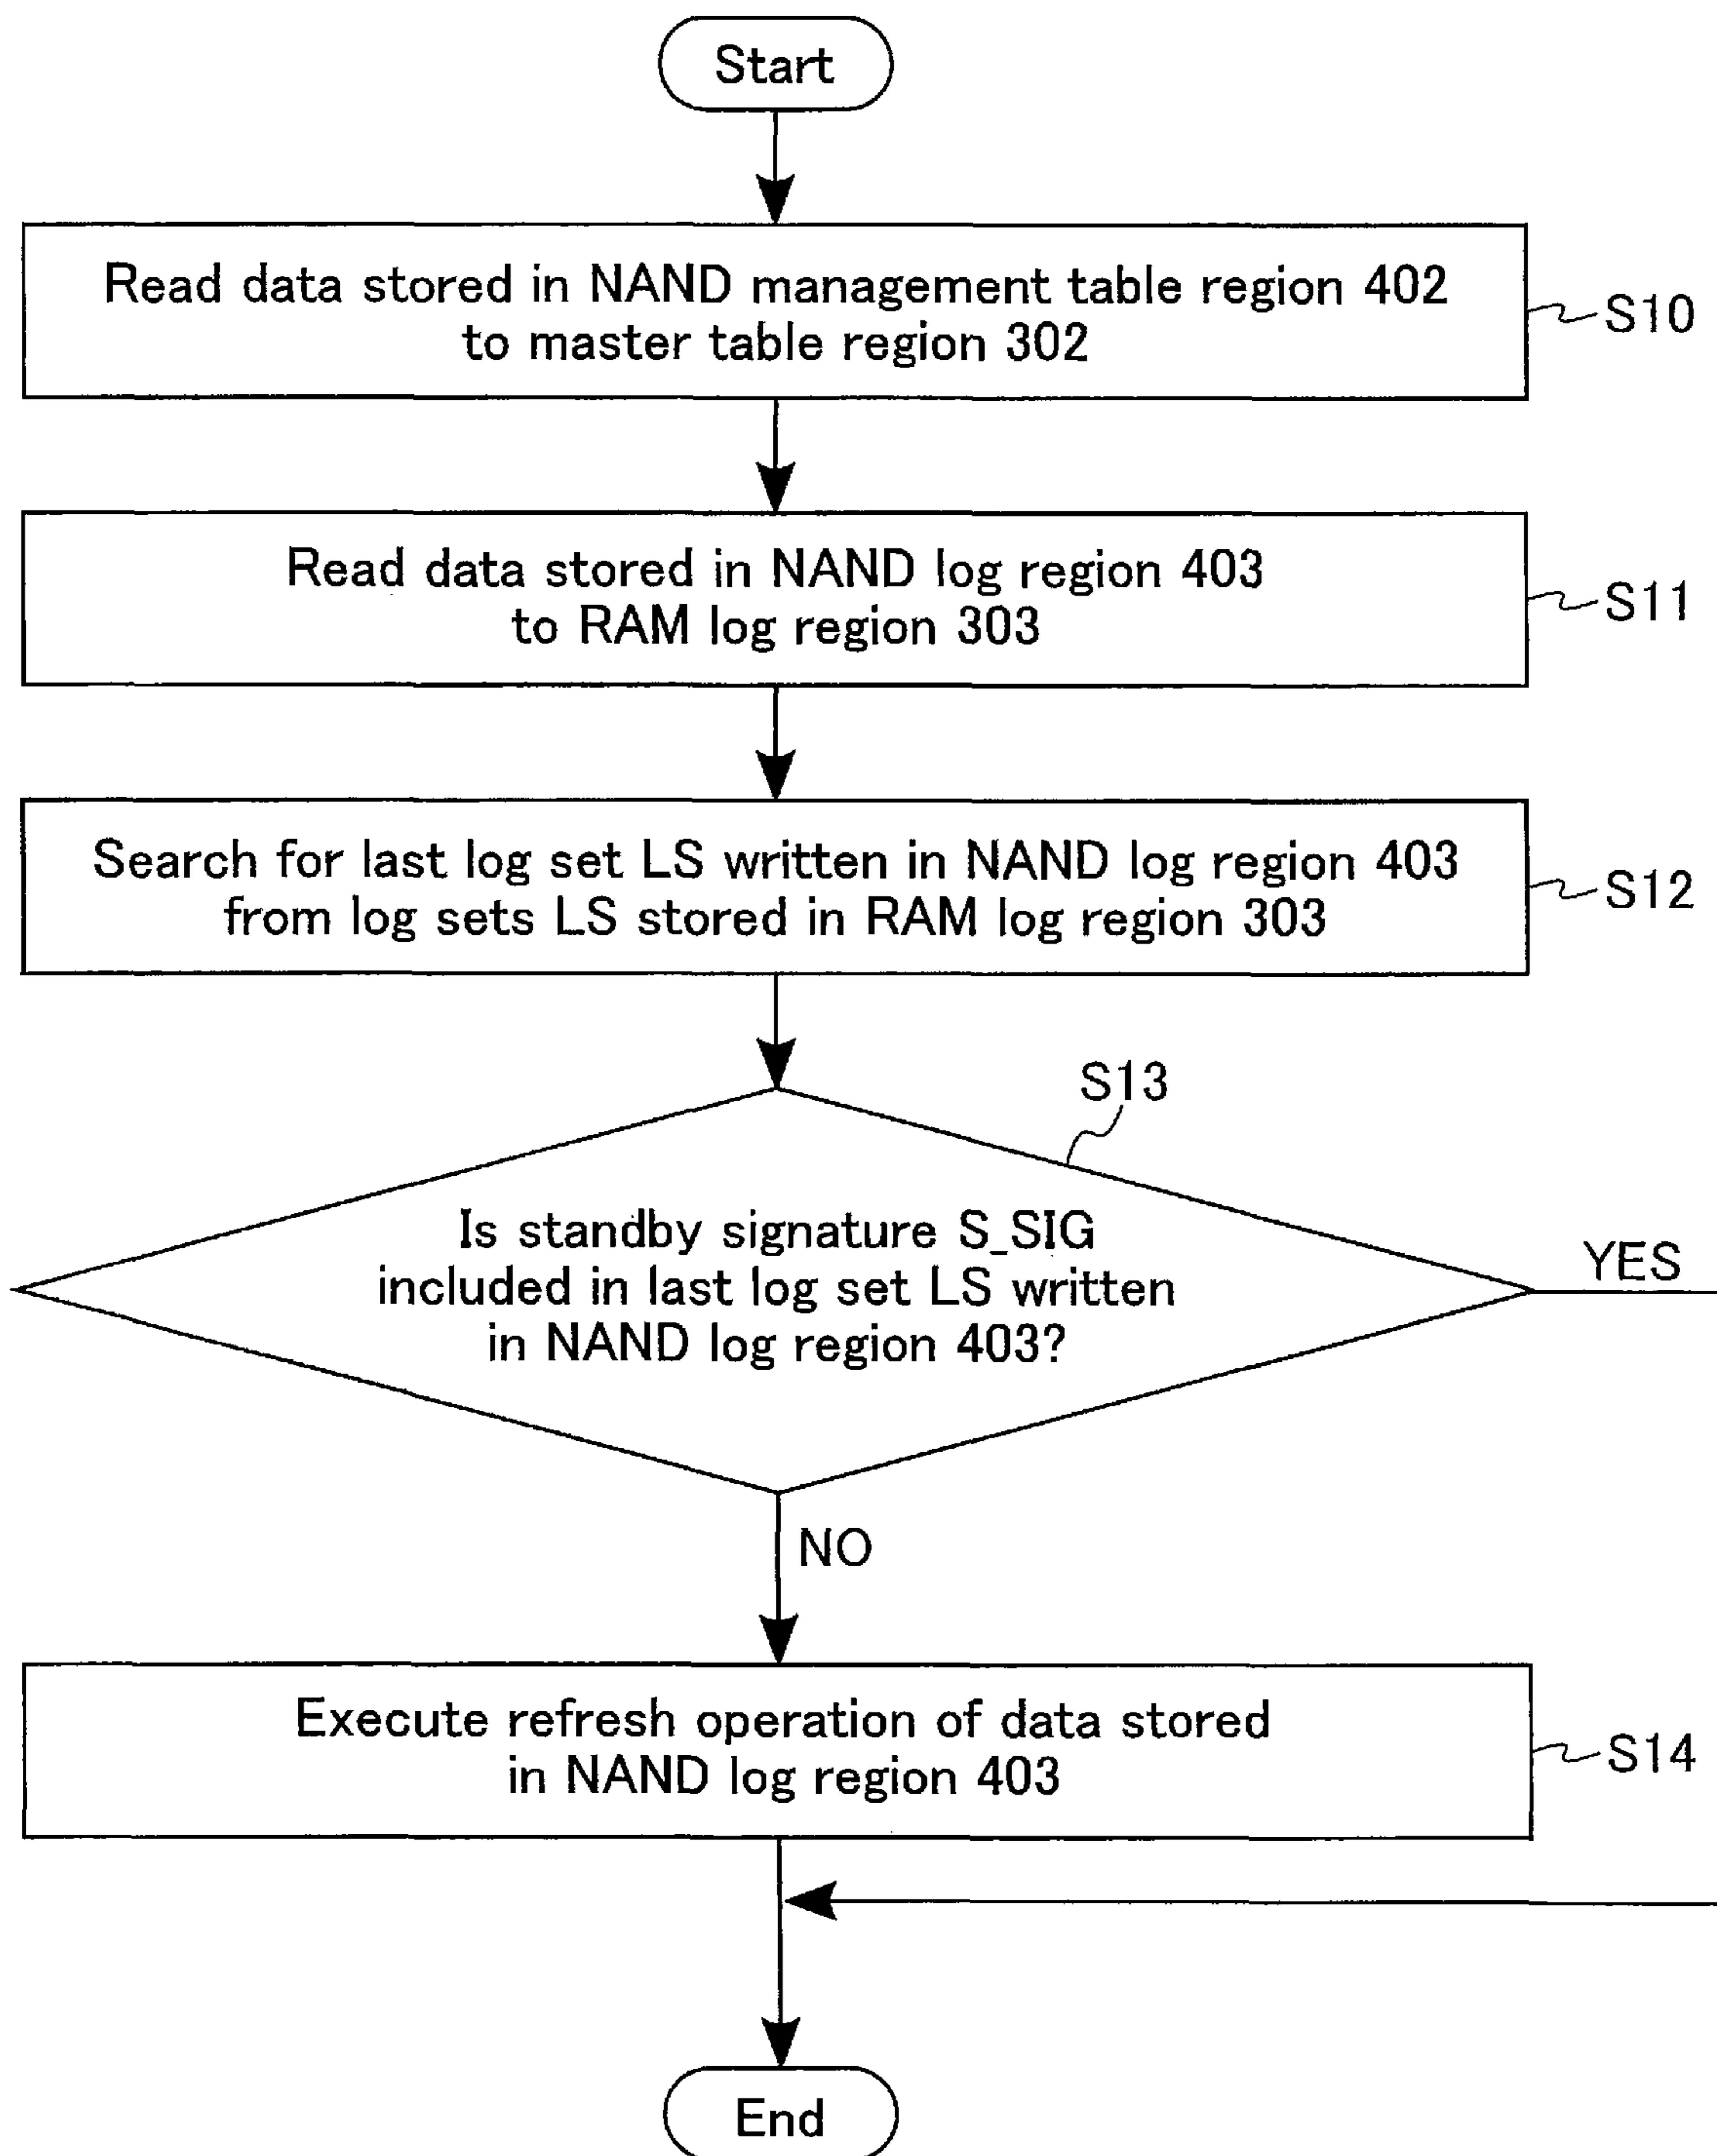 Start
Read data stored in NAND management table region 402
to master table region 302
S10
Read data stored in NAND log region 403
to RAM log region 303
S11
Search for last log set LS written in NAND log region 403
from log sets LS stored in RAM log region 303
S12
S13
Is standby signature S_SIG
included in last log set LS written
in NAND log region 403?
YES
NO
Execute refresh operation of data stored
in NAND log region 403
S14
End